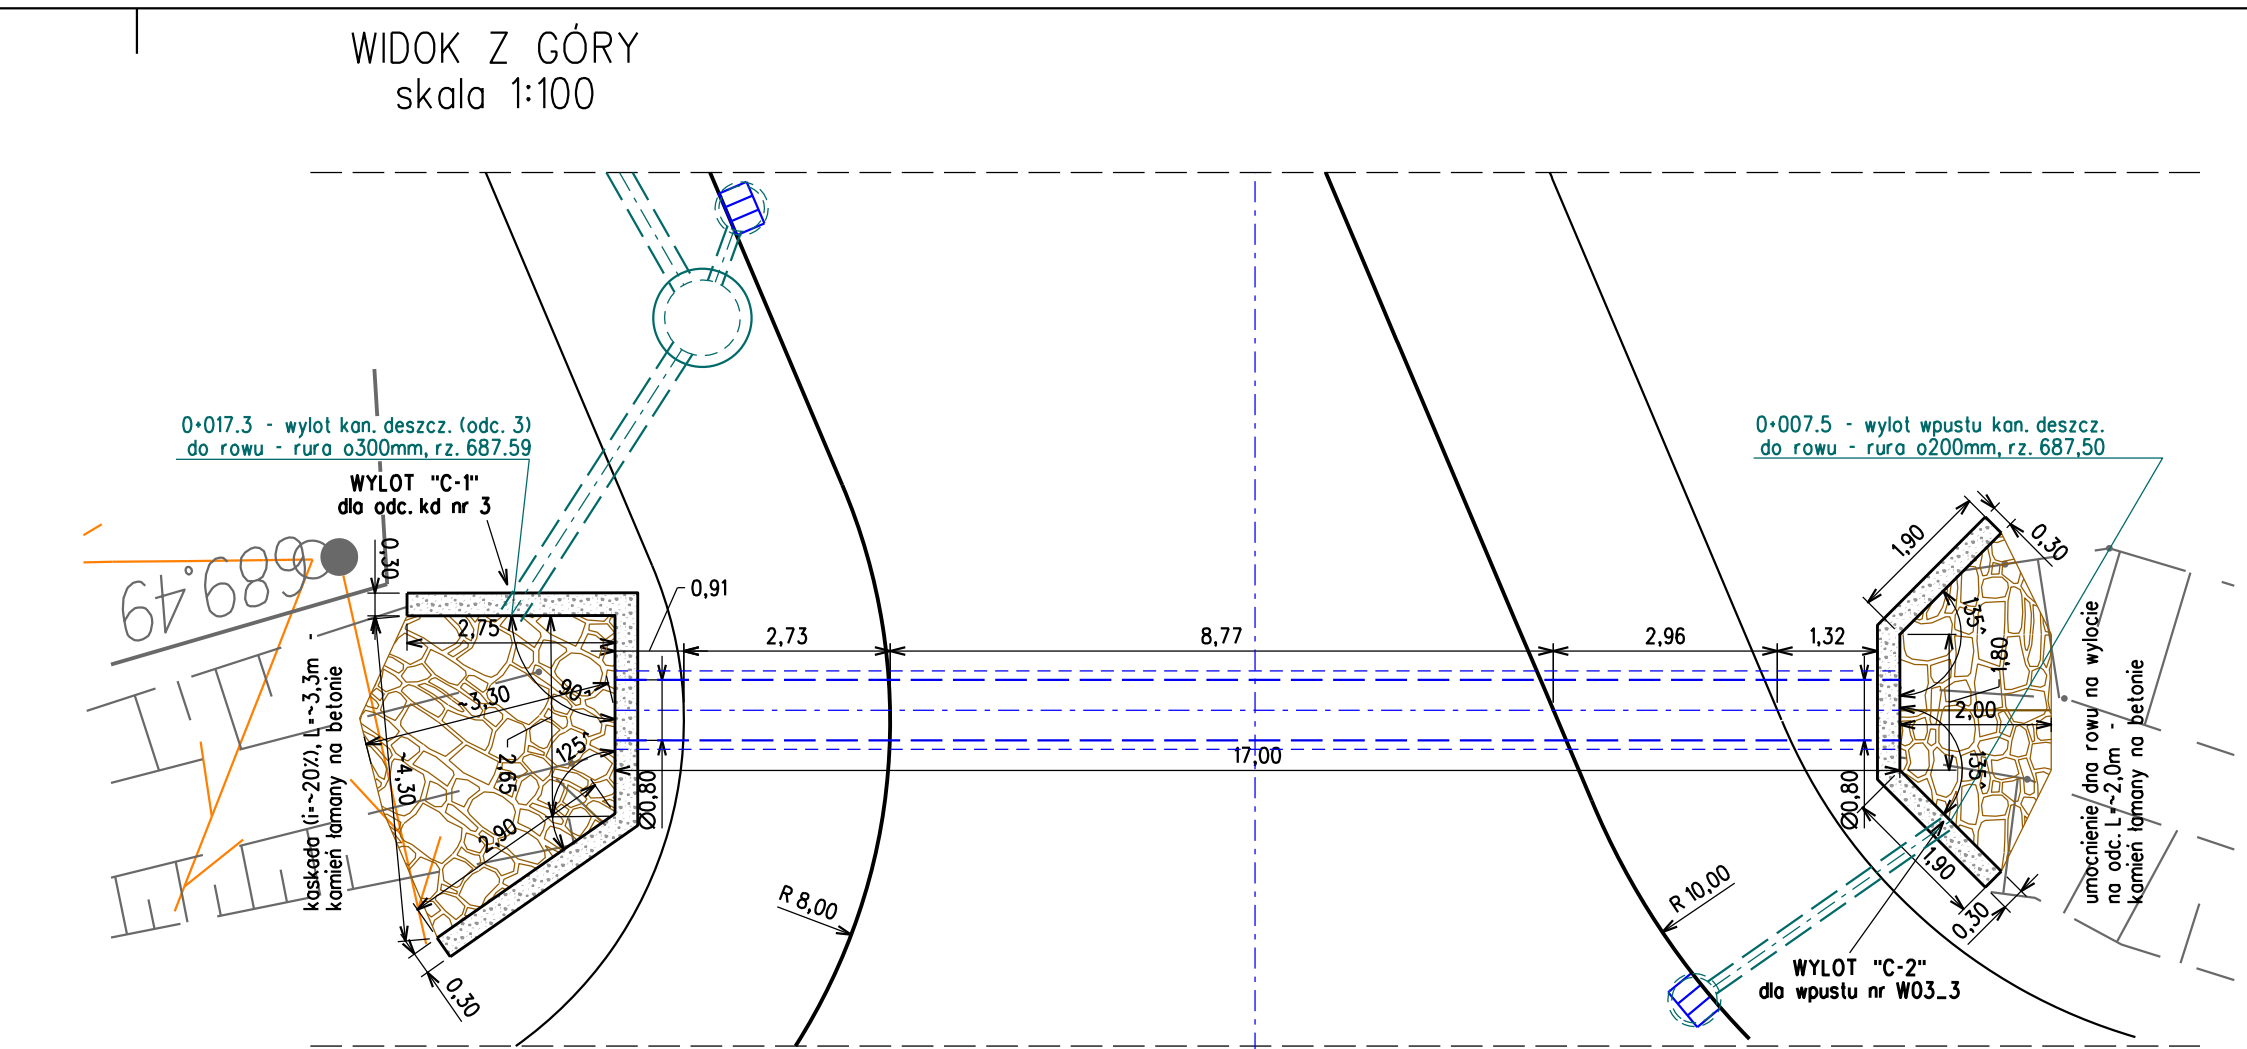 WIDOK Z GÓRY
skala 1:100
0+017.3 - wylot kan. deszcz. (odc. 3)
do rowu - rura o300mm, rz. 687.59
WYLOT "C-1"
dla odc. kd nr 3
0+007.5 - wylot wpustu kan. deszcz.
do rowu - rura o200mm, rz. 687,50
689.49
0,30
0,91
2,75
2,73
8,77
2,96
1,32
1,90
0,30
135^
1,80
2,00
135^
~3,30
90^
125^
2,65
~4,30
2,90
17,00
Ø0,80
Ø0,80
1,90
0,30
0,30
R 8,00
R 10,00
kaskada (i=~20%), L=~3,3m -
kamień łamany na betonie
umocnienie dna rowu na wylocie
na odc. L=~2,0m -
kamień łamany na betonie
WYLOT "C-2"
dla wpustu nr W03_3